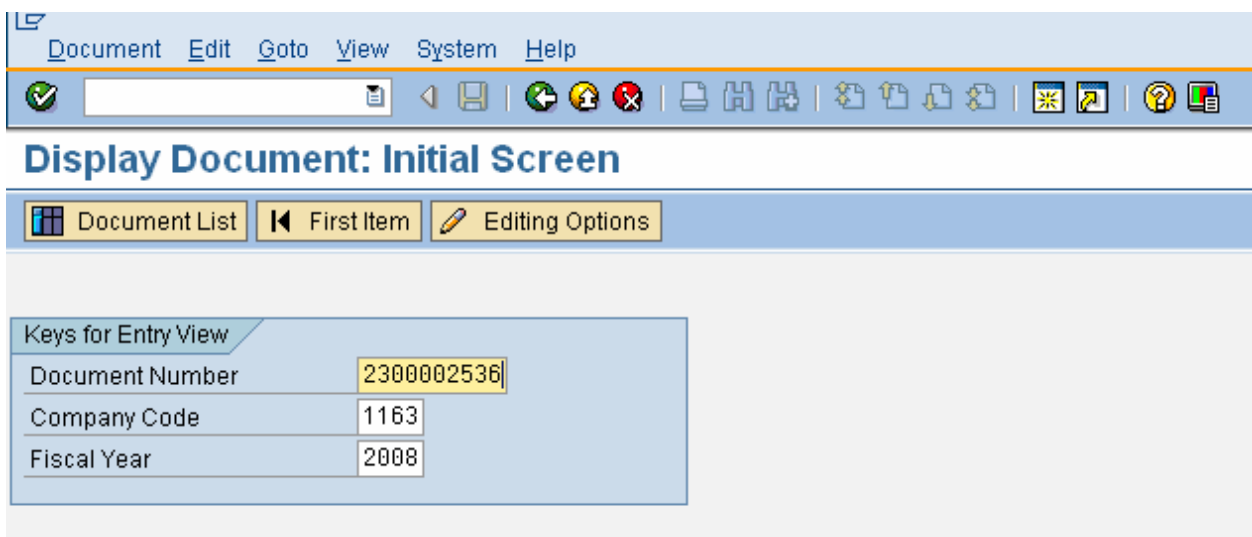 Document Edit Goto View System Help
Display Document: Initial Screen
Document List First Item Editing Options
Keys for Entry View
Document Number 2300002536
Company Code 1163
Fiscal Year 2008